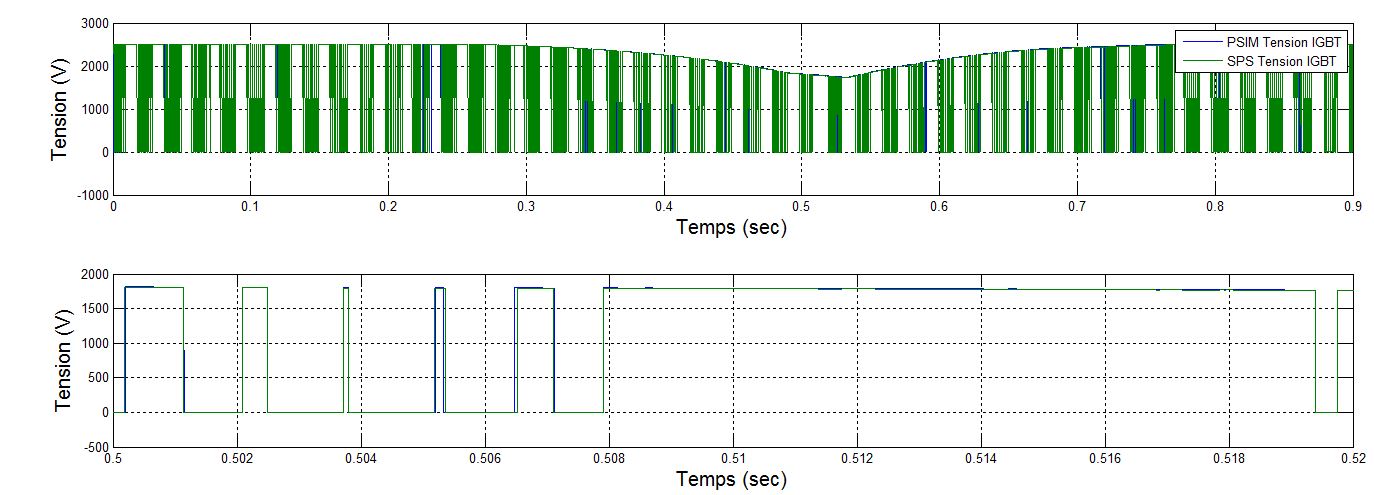 3000
2000
1000
0
-1000
Tension (V)
PSIM Tension IGBT
SPS Tension IGBT
0 0.1 0.2 0.3 0.4 0.5 0.6 0.7 0.8 0.9
Temps (sec)
2000
1500
1000
500
0
-500
Tension (V)
0.5 0.502 0.504 0.506 0.508 0.51 0.512 0.514 0.516 0.518 0.52
Temps (sec)